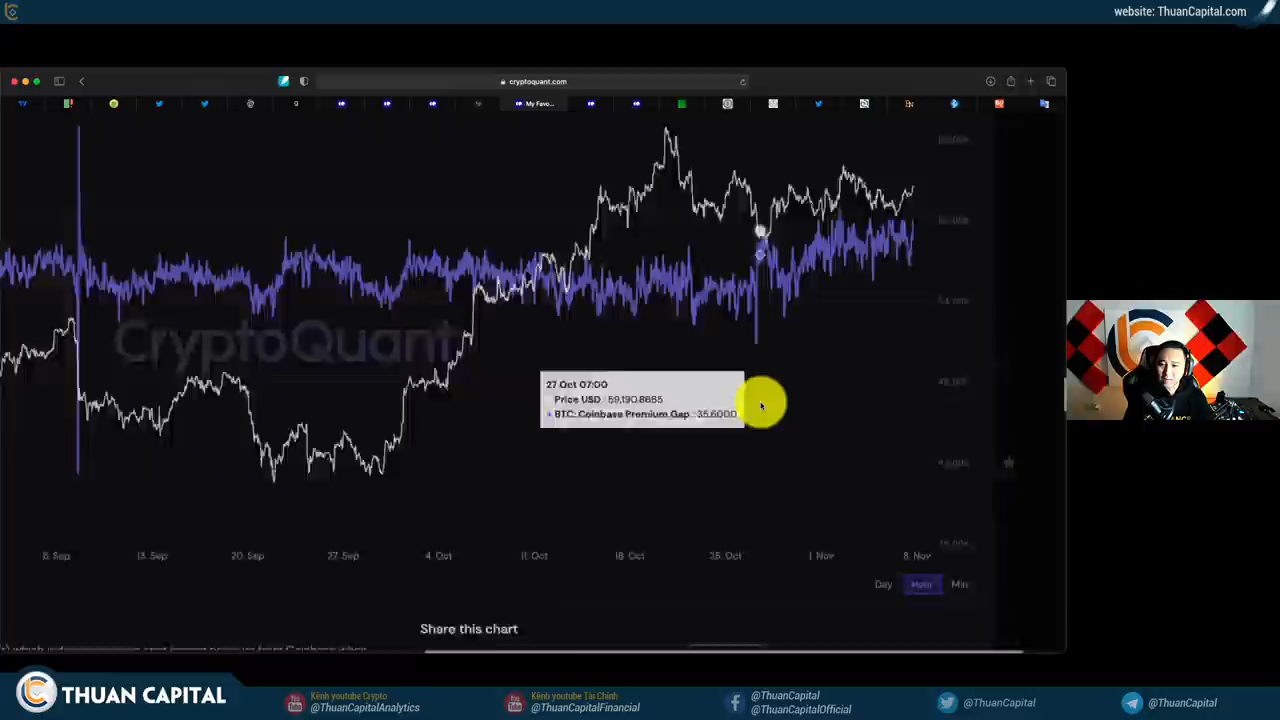 website: ThuanCapital.com
cryptoquant.com
My Favo...
CryptoQuant
27 Oct 07:00
Price USD : 59,190.8665
BTC: Coinbase Premium Gap : 35.6000
6. Sep
13. Sep
20. Sep
27. Sep
4. Oct
11. Oct
18. Oct
25. Oct
1. Nov
8. Nov
Day
Hour
Min
Share this chart
THUAN CAPITAL
Kênh youtube Crypto
@ThuanCapitalAnalytics
Kênh youtube Tài Chính
@ThuanCapitalFinancial
@ThuanCapital
@ThuanCapitalOfficial
@ThuanCapital
@ThuanCapital